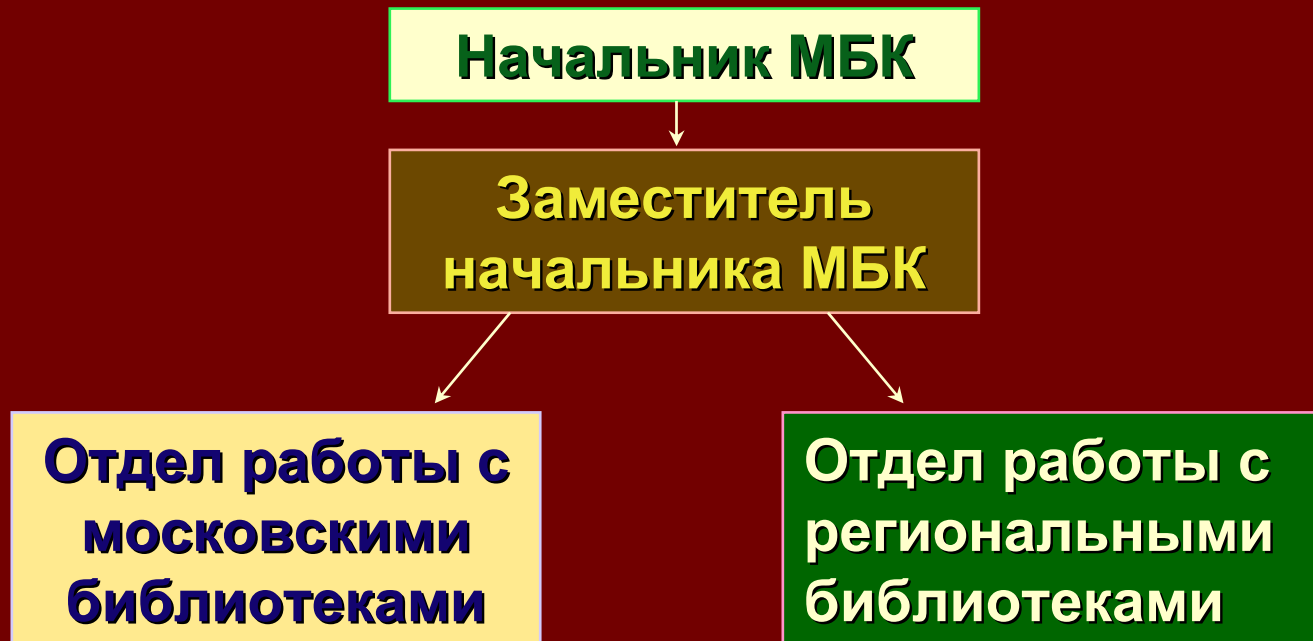 Начальник МБК
Заместитель
начальника МБК
Отдел работы с
московскими
библиотеками
Отдел работы с
региональными
библиотеками